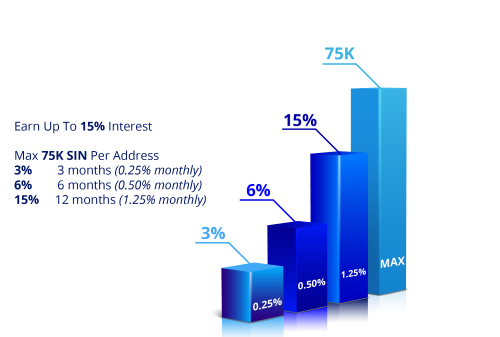 75K
15%
Earn Up To 15% Interest
Max 75K SIN Per Address
3% 3 months (0.25% monthly)
6% 6 months (0.50% monthly)
15% 12 months (1.25% monthly)
6%
3%
MAX
1.25%
0.50%
0.25%